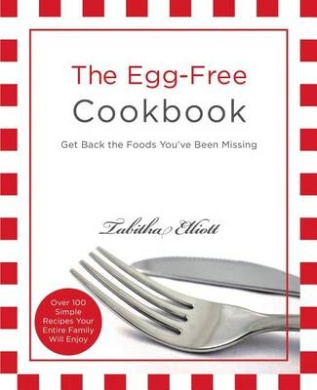 The Egg-Free
Cookbook
Get Back the Foods You've Been Missing
Tabitha Elliott
Over 100
Simple
Recipes Your
Entire Family
Will Enjoy